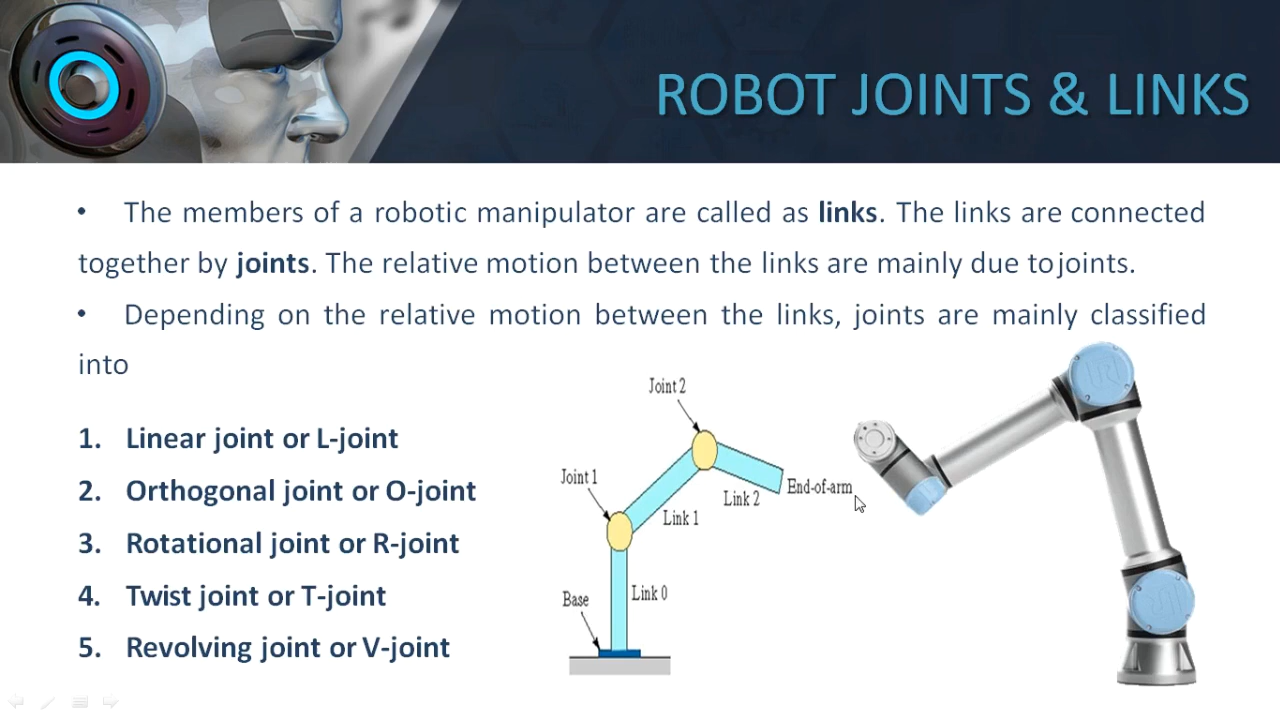 ROBOT JOINTS & LINKS
• The members of a robotic manipulator are called as links. The links are connected
together by joints. The relative motion between the links are mainly due to joints.
• Depending on the relative motion between the links, joints are mainly classified
into
1. Linear joint or L-joint
2. Orthogonal joint or O-joint
3. Rotational joint or R-joint
4. Twist joint or T-joint
5. Revolving joint or V-joint
Joint 2
Joint 1
End-of-arm
Link 2
Link 1
Base
Link 0